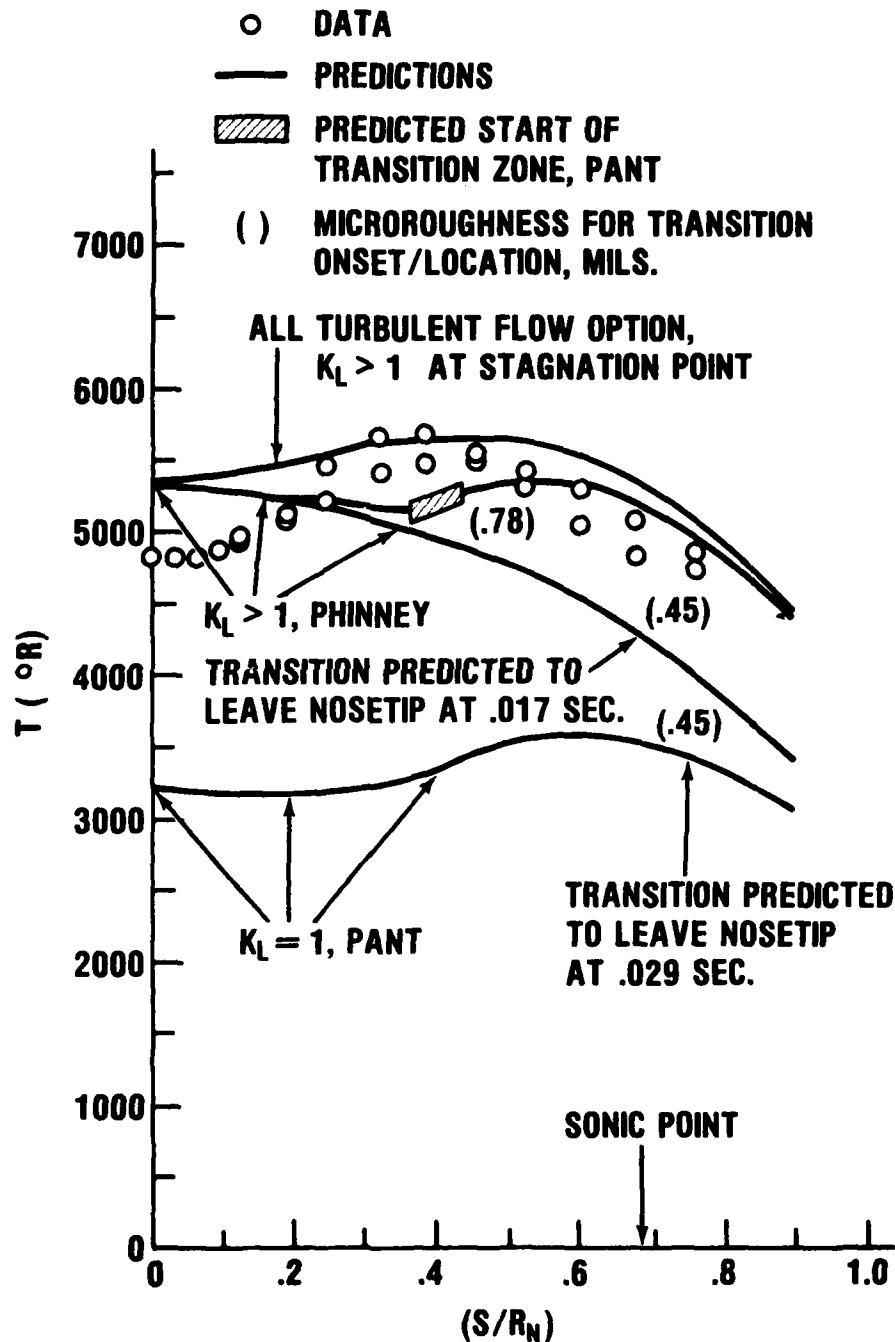 DATA
PREDICTIONS
PREDICTED START OF
TRANSITION ZONE, PANT
( ) MICROROUGHNESS FOR TRANSITION
ONSET/LOCATION, MILS.
7000
ALL TURBULENT FLOW OPTION,
K_L > 1 AT STAGNATION POINT
6000
5000
(.78)
K_L > 1, PHINNEY
(.45)
TRANSITION PREDICTED TO
LEAVE NOSETIP AT .017 SEC.
4000
(.45)
T (°R)
3000
TRANSITION PREDICTED
TO LEAVE NOSETIP
AT .029 SEC.
K_L = 1, PANT
2000
1000
SONIC POINT
0
0 .2 .4 .6 .8 1.0
(S/R_N)